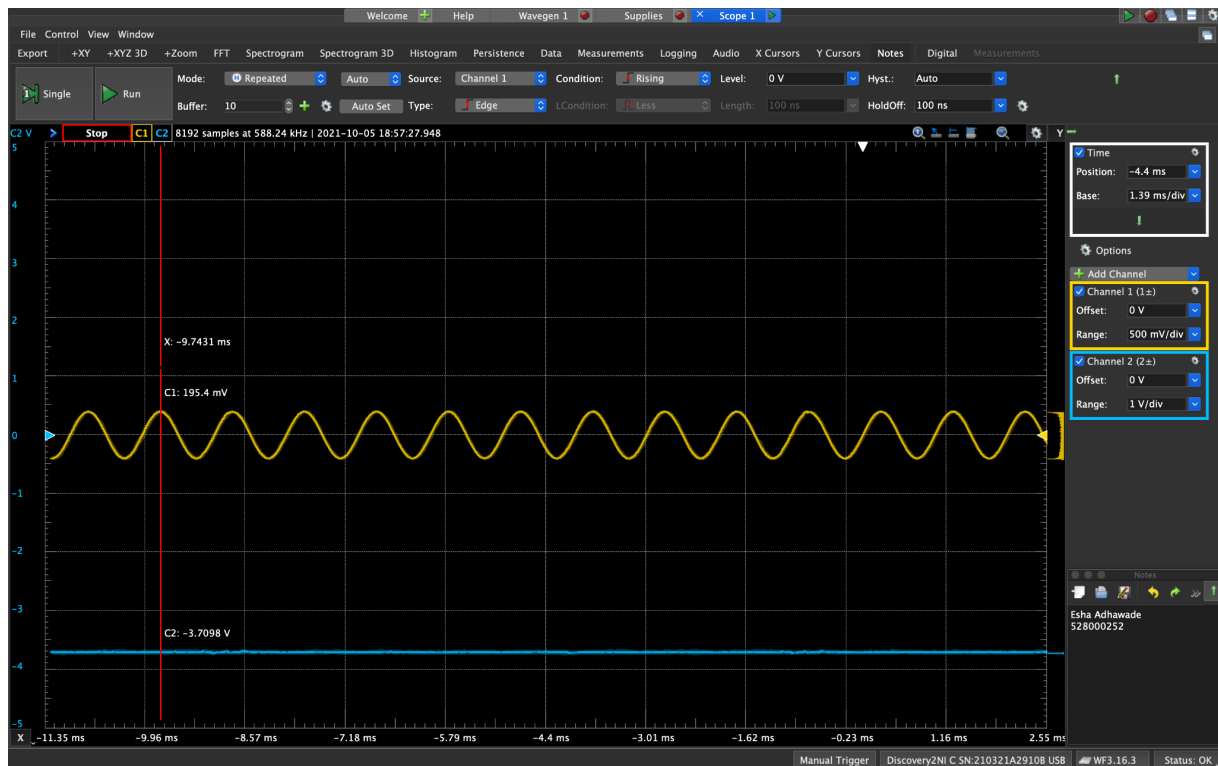 Welcome Help Wavegen 1 Supplies Scope 1
File Control View Window
Export +XY +XYZ 3D +Zoom FFT Spectrogram Spectrogram 3D Histogram Persistence Data Measurements Logging Audio X Cursors Y Cursors Notes Digital Measurements
Single Run Mode: Repeated Auto Source: Channel 1 Condition: Rising Level: 0 V Hyst.: Auto
Buffer: 10 Auto Set Type: Edge LCondition: Less Length: 100 ns HoldOff: 100 ns
C2 V Stop C1 C2 8192 samples at 588.24 kHz | 2021-10-05 18:57:27.948 Y
5
4
3
2
1
0
-1
-2
-3
-4
-5
X: -9.7431 ms
C1: 195.4 mV
C2: -3.7098 V
X -11.35 ms -9.96 ms -8.57 ms -7.18 ms -5.79 ms -4.4 ms -3.01 ms -1.62 ms -0.23 ms 1.16 ms 2.55 ms
Time
Position: -4.4 ms
Base: 1.39 ms/div
Options
Add Channel
Channel 1 (1±)
Offset: 0 V
Range: 500 mV/div
Channel 2 (2±)
Offset: 0 V
Range: 1 V/div
Notes
Esha Adhawade
528000252
Manual Trigger Discovery2NI C SN:210321A2910B USB WF3.16.3 Status: OK